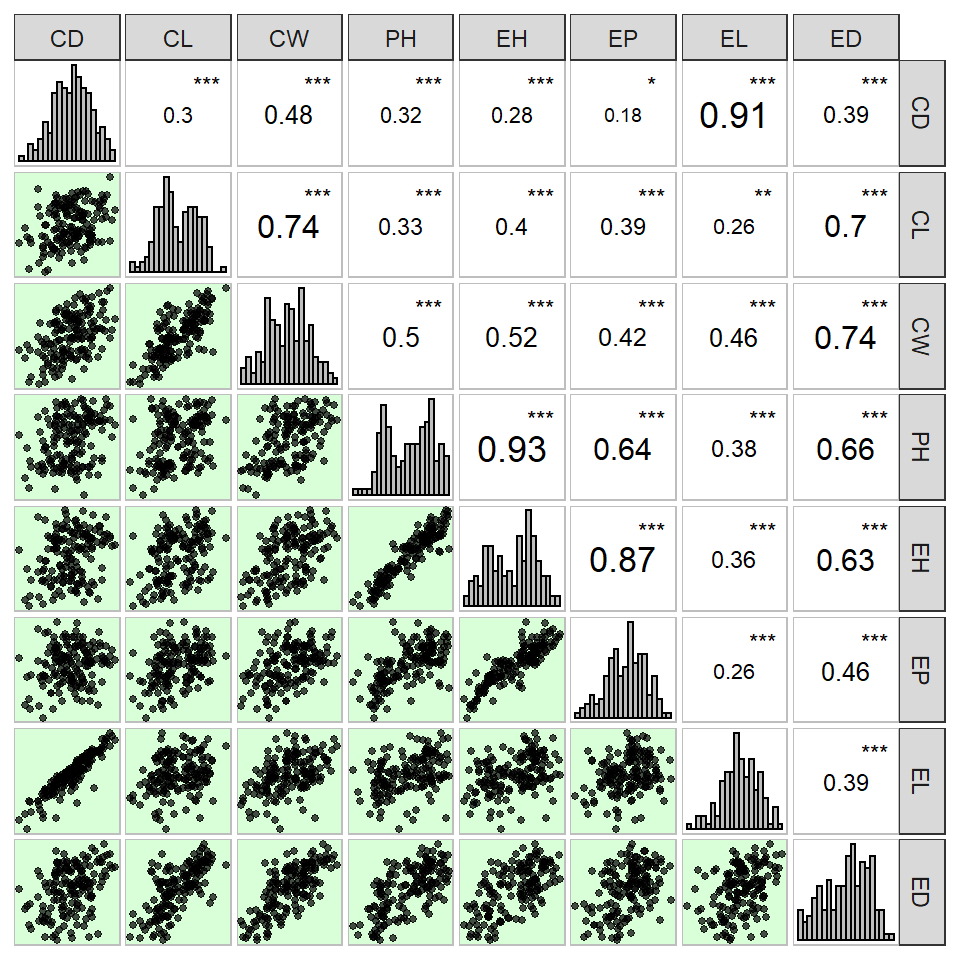 CD CL CW PH EH EP EL ED
*** *** *** *** * *** ***
0.3 0.48 0.32 0.28 0.18 0.91 0.39 CD
*** *** *** *** ** ***
0.74 0.33 0.4 0.39 0.26 0.7 CL
*** *** *** *** ***
0.5 0.52 0.42 0.46 0.74 CW
*** *** *** ***
0.93 0.64 0.38 0.66 PH
*** *** ***
0.87 0.36 0.63 EH
*** ***
0.26 0.46 EP
***
0.39 EL
ED